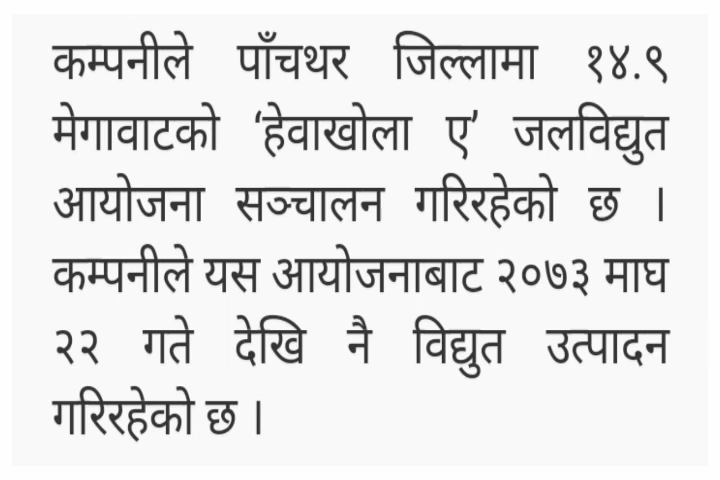 कम्पनीले पाँचथर जिल्लामा १४.९
मेगावाटको ‘हेवाखोला ए’ जलविद्युत
आयोजना सञ्चालन गरिरहेको छ ।
कम्पनीले यस आयोजनाबाट २०७३ माघ
२२ गते देखि नै विद्युत उत्पादन
गरिरहेको छ ।